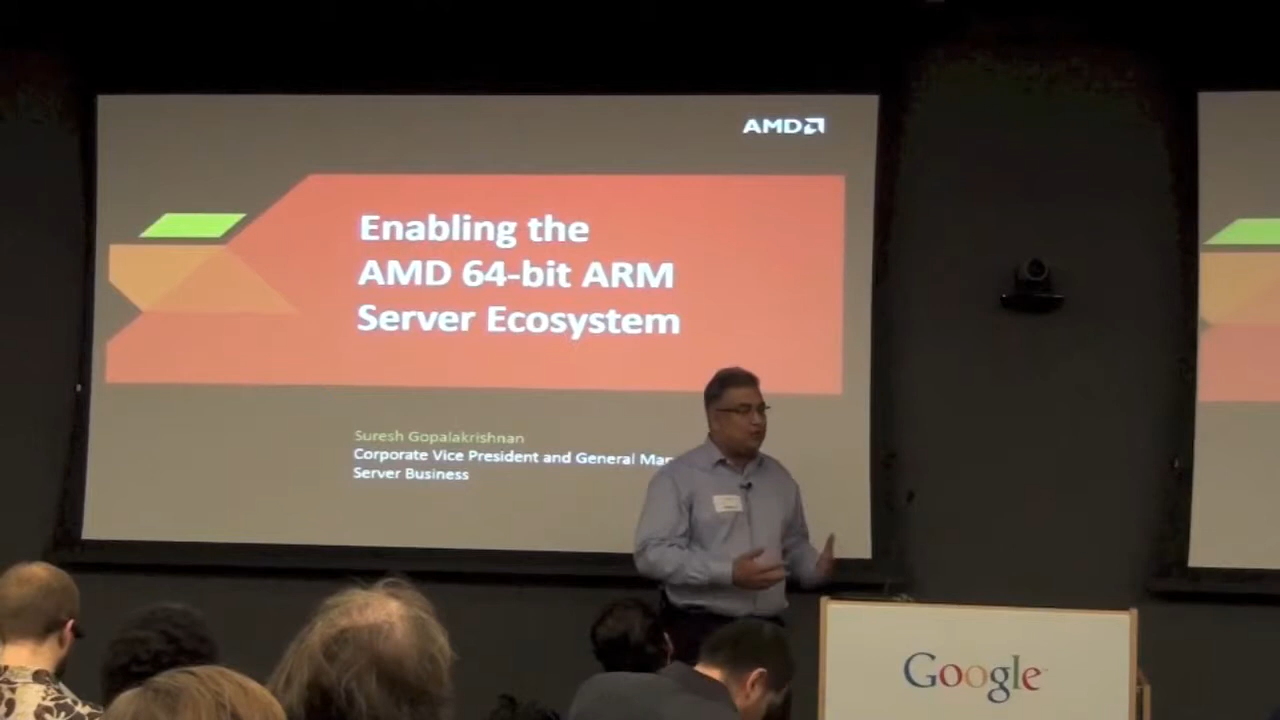 AMD
Enabling the
AMD 64-bit ARM
Server Ecosystem
Suresh Gopalakrishnan
Corporate Vice President and General Man
Server Business
Google